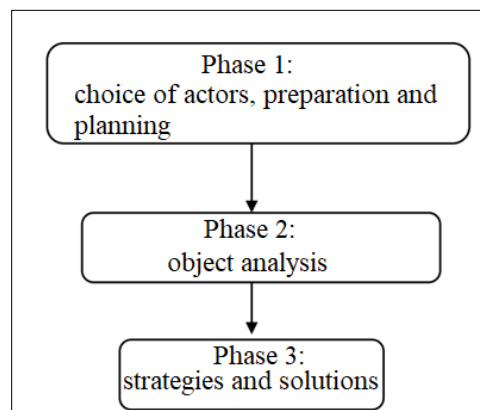 Phase 1:
choice of actors, preparation and
planning
Phase 2:
object analysis
Phase 3:
strategies and solutions